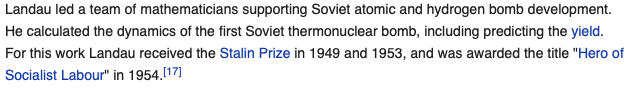 Landau led a team of mathematicians supporting Soviet atomic and hydrogen bomb development.
He calculated the dynamics of the first Soviet thermonuclear bomb, including predicting the yield.
For this work Landau received the Stalin Prize in 1949 and 1953, and was awarded the title "Hero of
Socialist Labour" in 1954.[17]